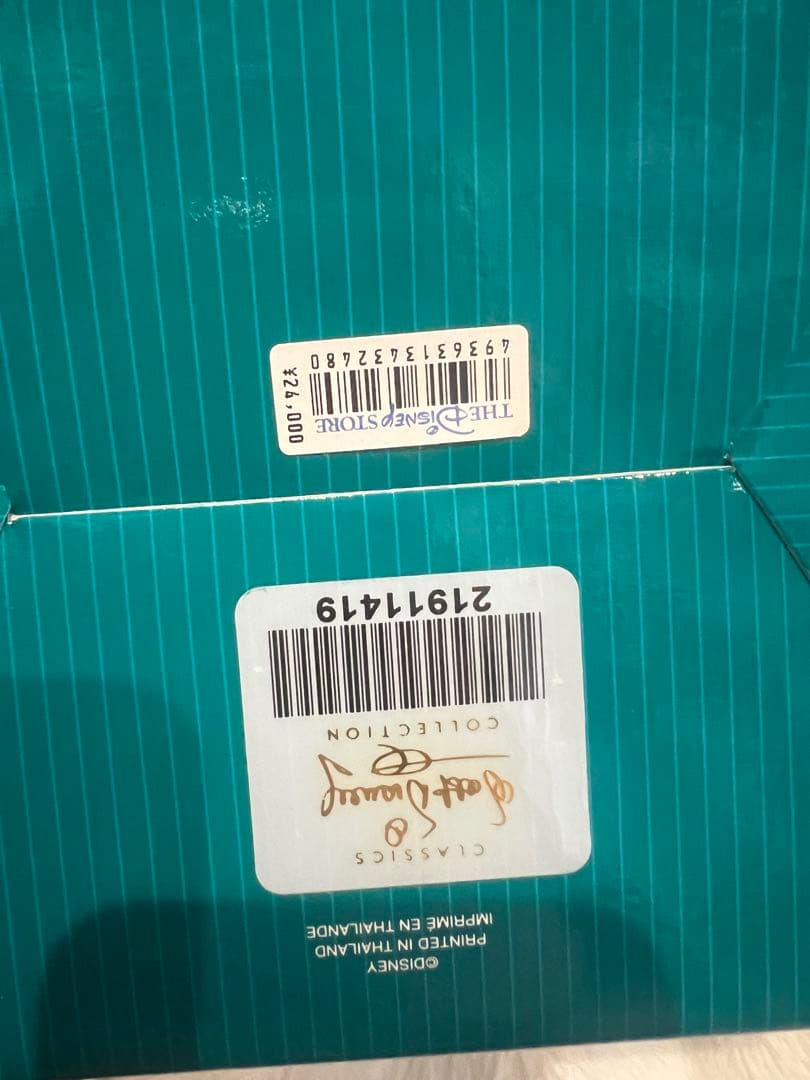 ©DISNEY
PRINTED IN THAILAND
IMPRIMÉ EN THAILANDE
CLASSICS
Walt Disney
COLLECTION
21911419
THE DISNEY STORE
4936313432480
¥24,000